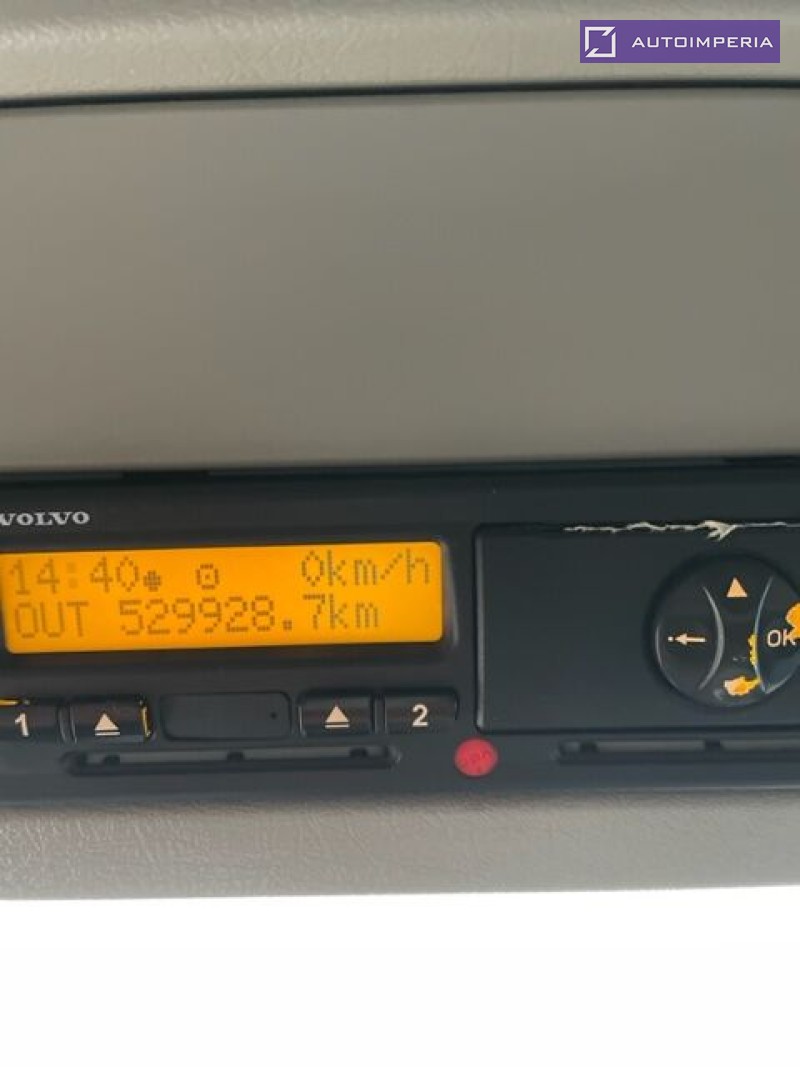 AUTOIMPERIA
VOLVO
14:40 0km/h
OUT 529928.7km
OK
1 2